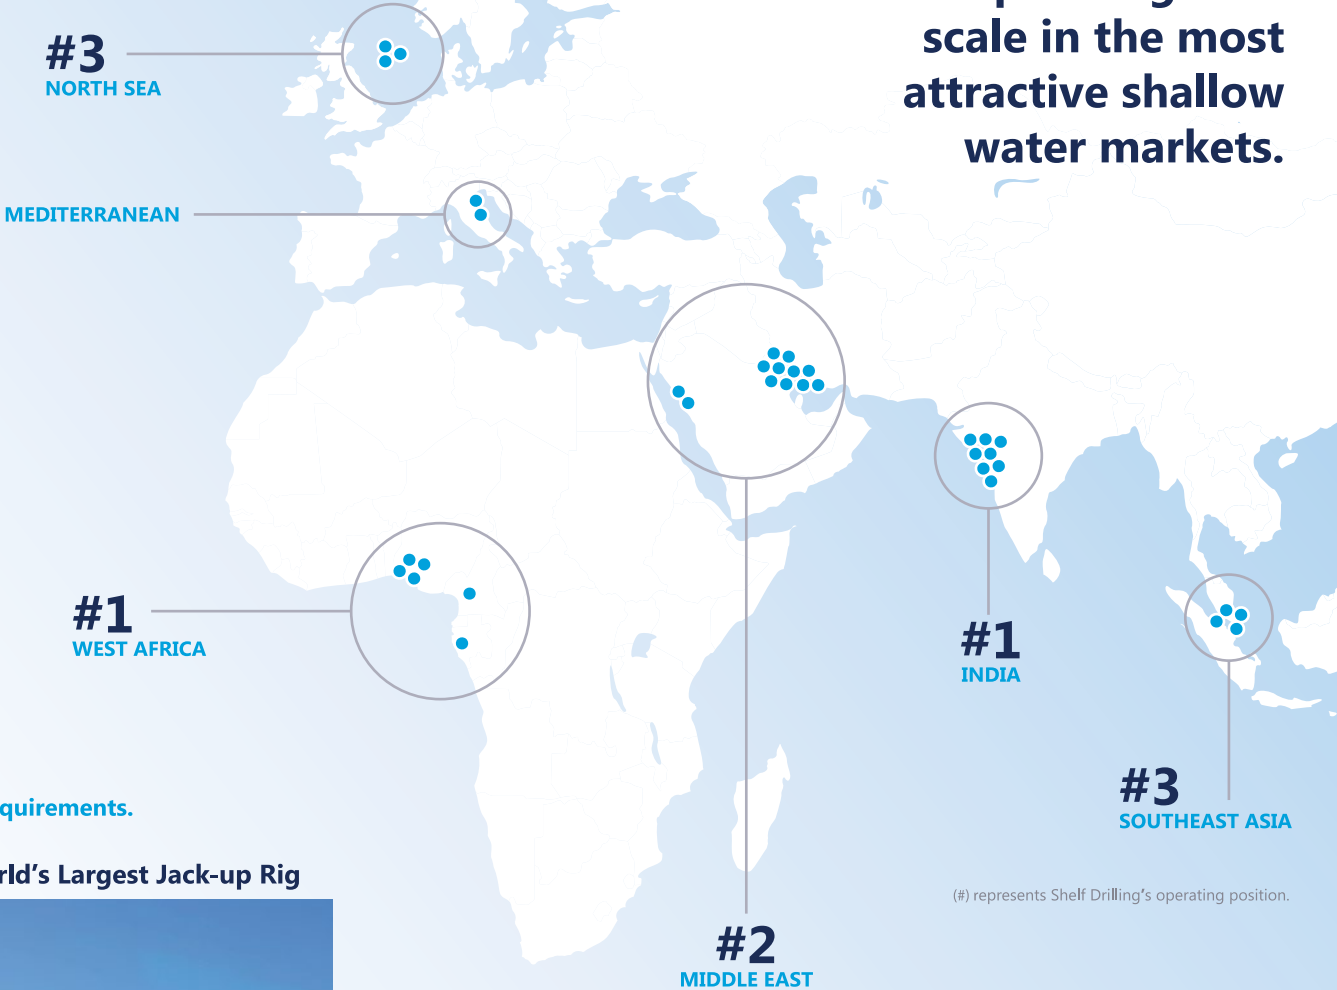 scale in the most
attractive shallow
water markets.
#3
NORTH SEA
MEDITERRANEAN
#1
WEST AFRICA
#1
INDIA
#3
SOUTHEAST ASIA
#2
MIDDLE EAST
(#) represents Shelf Drilling's operating position.
quirements.
rld's Largest Jack-up Rig